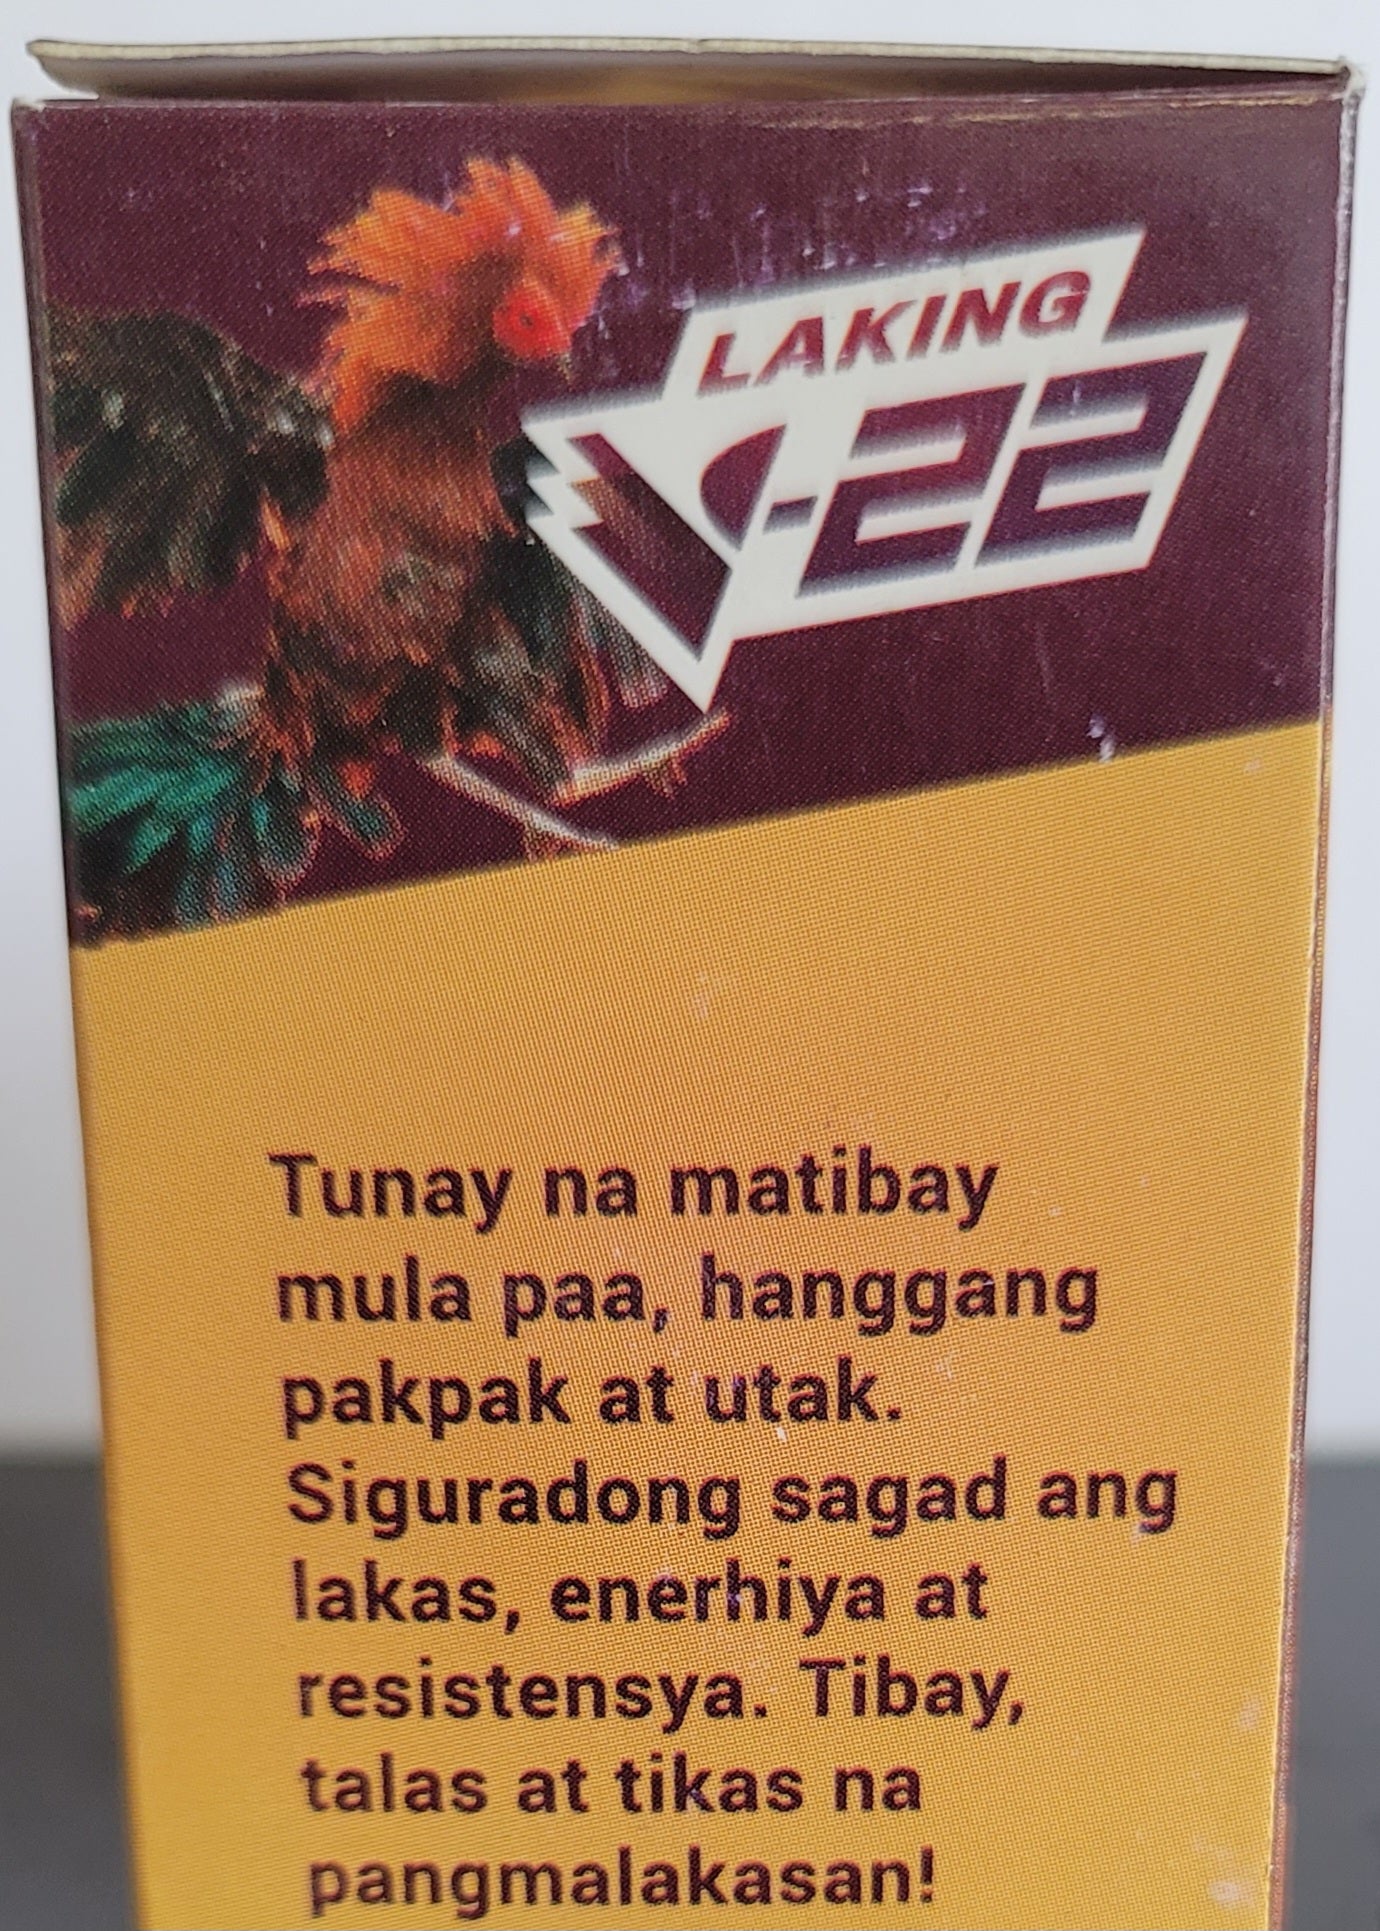 LAKING
V-22
Tunay na matibay
mula paa, hanggang
pakpak at utak.
Siguradong sagad ang
lakas, enerhiya at
resistensya. Tibay,
talas at tikas na
pangmalakasan!